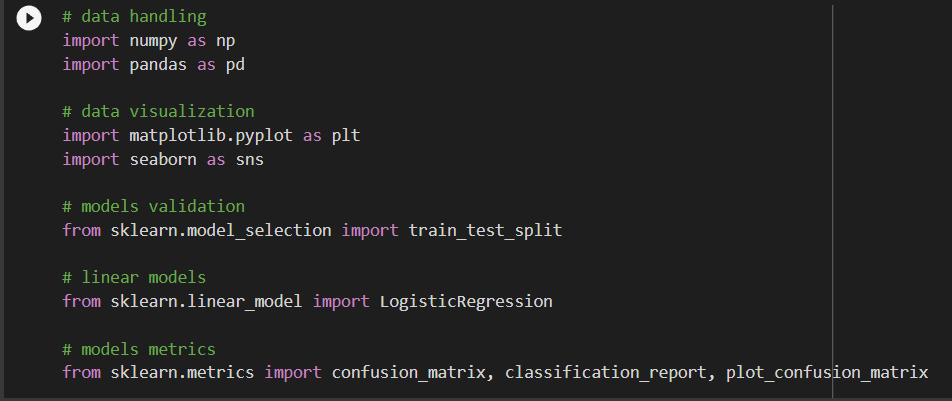 # data handling
import numpy as np
import pandas as pd
# data visualization
import matplotlib.pyplot as plt
import seaborn as sns
# models validation
from sklearn.model_selection import train_test_split
# linear models
from sklearn.linear_model import LogisticRegression
# models metrics
from sklearn.metrics import confusion_matrix, classification_report, plot_confusion_matrix